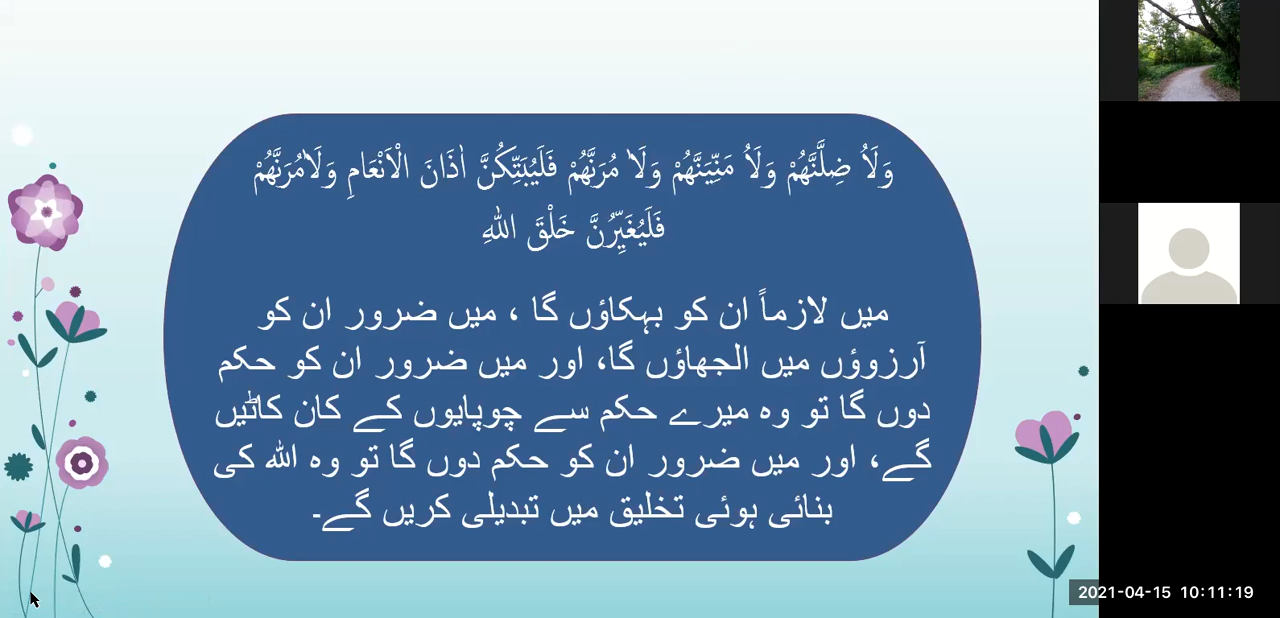 وَلَاُ ضِلَّنَّهُمْ وَلَاُ مَنِّيَنَّهُمْ وَلَاٰ مُرَنَّهُمْ فَلَيُبَتِّكُنَّ اٰذَانَ الْاَنْعَامِ وَلَاٰمُرَنَّهُمْ
فَلَيُغَيِّرُنَّ خَلْقَ اللّٰهِ
میں لازماً ان کو بہکاؤں گا ، میں ضرور ان کو
آرزوؤں میں الجھاؤں گا، اور میں ضرور ان کو حکم
دوں گا تو وہ میرے حکم سے چوپایوں کے کان کاٹیں
گے، اور میں ضرور ان کو حکم دوں گا تو وہ اللہ کی
بنائی ہوئی تخلیق میں تبدیلی کریں گے۔
2021-04-15 10:11:19